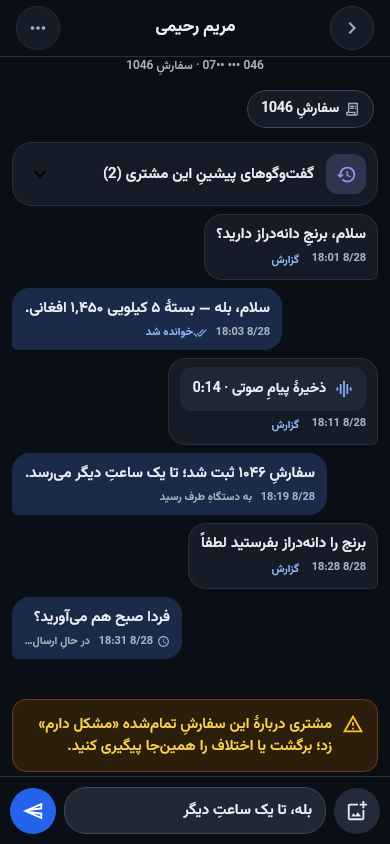 مریم رحیمی
046 ••• ••07 · سفارشِ 1046
سفارشِ 1046
گفت‌وگوهای پیشینِ این مشتری (2)
سلام، برنجِ دانه‌دراز دارید؟
8/28 18:01 گزارش
سلام، بله — بستهٔ ۵ کیلویی ۱,۴۵۰ افغانی.
8/28 18:03 خوانده شد
ذخیرهٔ پیامِ صوتی · 0:14
8/28 18:11 گزارش
سفارشِ ۱۰۴۶ ثبت شد؛ تا یک ساعتِ دیگر می‌رسد.
8/28 18:19 به دستگاهِ طرف رسید
برنج را دانه‌دراز بفرستید لطفاً
8/28 18:28 گزارش
فردا صبح هم می‌آورید؟
8/28 18:31 در حالِ ارسال…
مشتری دربارهٔ این سفارشِ تمام‌شده «مشکل دارم»
زد؛ برگشت یا اختلاف را همین‌جا پیگیری کنید.
بله، تا یک ساعتِ دیگر